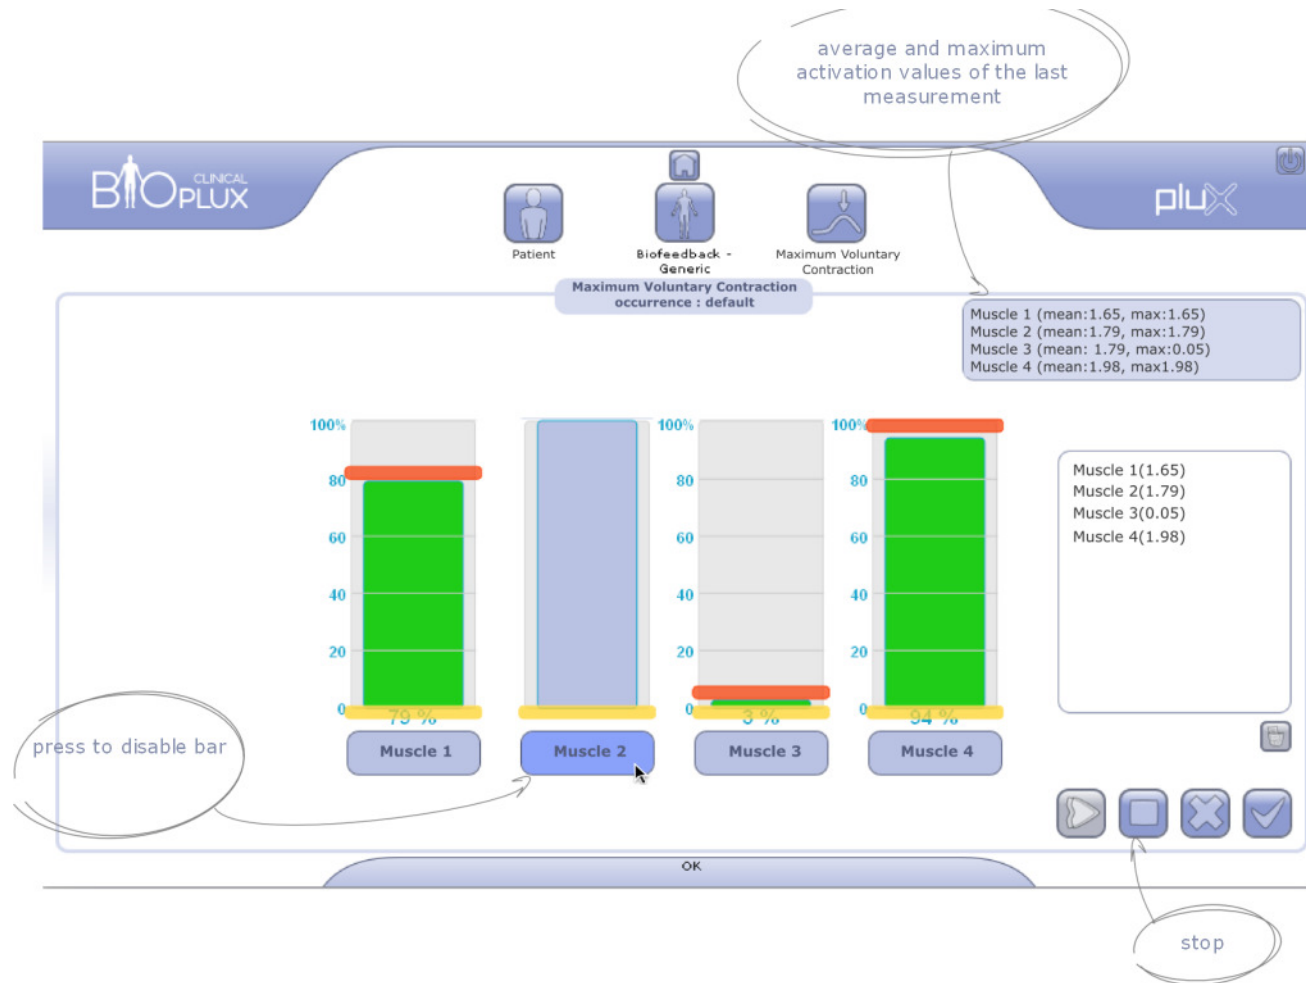 average and maximum
activation values of the last
measurement
BIOPLUX
CLINICAL
plux
Patient
Biofeedback -
Generic
Maximum Voluntary
Contraction
Maximum Voluntary Contraction
occurrence : default
Muscle 1 (mean:1.65, max:1.65)
Muscle 2 (mean:1.79, max:1.79)
Muscle 3 (mean: 1.79, max:0.05)
Muscle 4 (mean:1.98, max1.98)
100%
80
60
40
20
0
79 %
100%
80
60
40
20
0
3 %
100%
80
60
40
20
0
94 %
Muscle 1(1.65)
Muscle 2(1.79)
Muscle 3(0.05)
Muscle 4(1.98)
press to disable bar
Muscle 1
Muscle 2
Muscle 3
Muscle 4
OK
stop